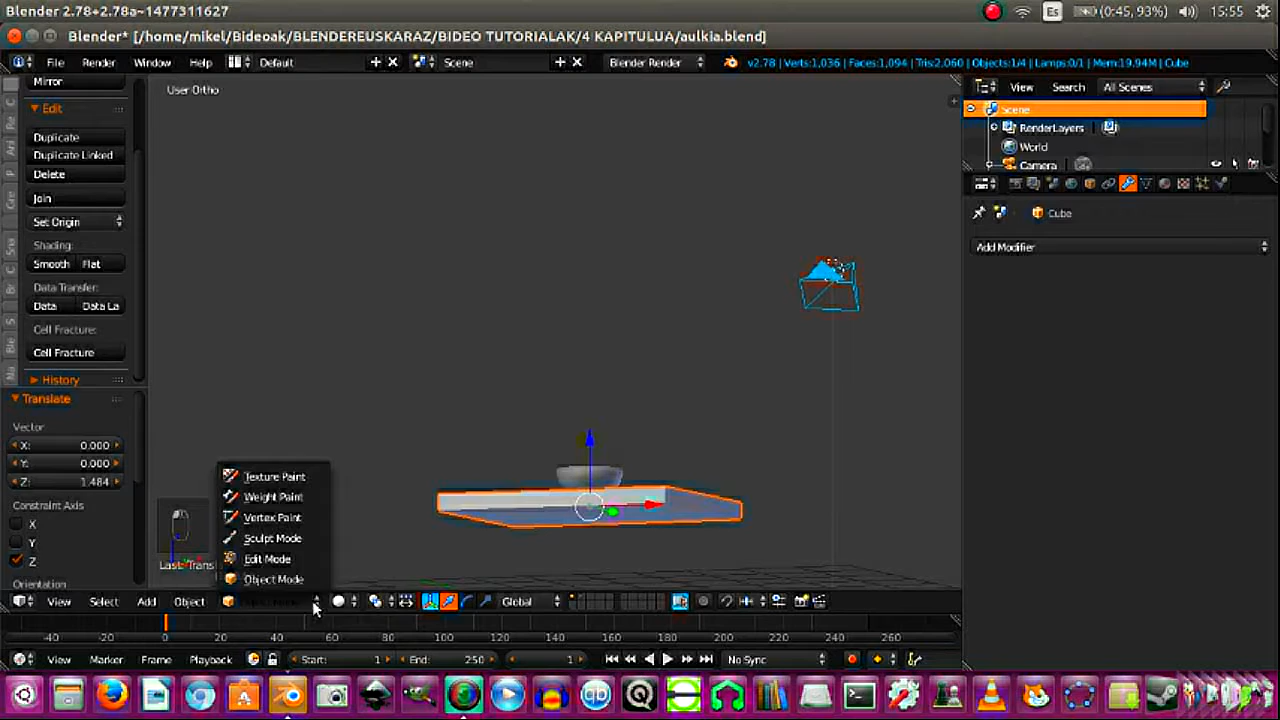 Blender 2.78+2.78a~1477311627
Es
(0:45, 93%)
15:55
Blender* [/home/mikel/Bideoak/BLENDEREUSKARAZ/BIDEO TUTORIALAK/4 KAPITULUA/aulkia.blend]
File
Render
Window
Help
Default
Scene
Blender Render
v2.78 | Verts:1,036 | Faces:1,094 | Tris:2,060 | Objects:1/4 | Lamps:0/1 | Mem:19.94M | Cube
Mirror
Edit
Duplicate
Duplicate Linked
Delete
Join
Set Origin
Shading:
Smooth
Flat
Data Transfer:
Data
Data La
Cell Fracture:
Cell Fracture
History
Translate
Vector
X:
0.000
Y:
0.000
Z:
1.484
Constraint Axis
X
Y
Z
Orientation
User Ortho
Texture Paint
Weight Paint
Vertex Paint
Sculpt Mode
Edit Mode
Object Mode
View
Search
All Scenes
Scene
RenderLayers
World
Camera
Cube
Add Modifier
View
Select
Add
Object
Global
-40
-20
0
20
40
60
80
100
120
140
160
180
200
220
240
260
View
Marker
Frame
Playback
Start:
1
End:
250
1
No Sync